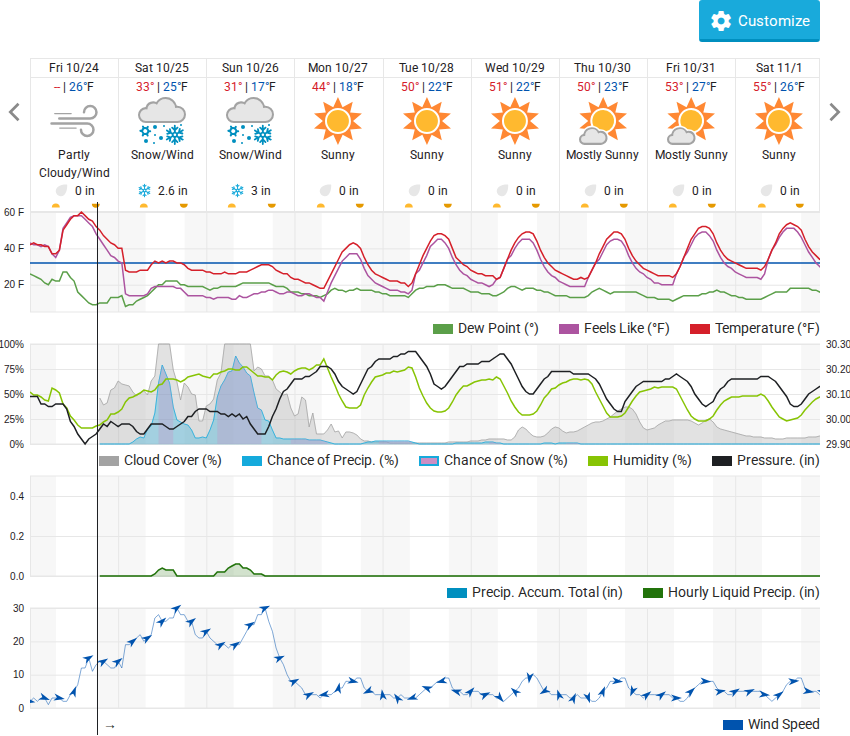 Customize
Fri 10/24 Sat 10/25 Sun 10/26 Mon 10/27 Tue 10/28 Wed 10/29 Thu 10/30 Fri 10/31 Sat 11/1
– | 26°F 33° | 25°F 31° | 17°F 44° | 18°F 50° | 22°F 51° | 22°F 50° | 23°F 53° | 27°F 55° | 26°F
Partly Snow/Wind Snow/Wind Sunny Sunny Sunny Mostly Sunny Mostly Sunny Sunny
Cloudy/Wind
0 in 2.6 in 3 in 0 in 0 in 0 in 0 in 0 in 0 in
60 F
40 F
20 F
Dew Point (°) Feels Like (°F) Temperature (°F)
100% 30.30
75% 30.20
50% 30.10
25% 30.00
0% 29.90
Cloud Cover (%) Chance of Precip. (%) Chance of Snow (%) Humidity (%) Pressure. (in)
0.4
0.2
0.0
Precip. Accum. Total (in) Hourly Liquid Precip. (in)
30
20
10
0
→ Wind Speed